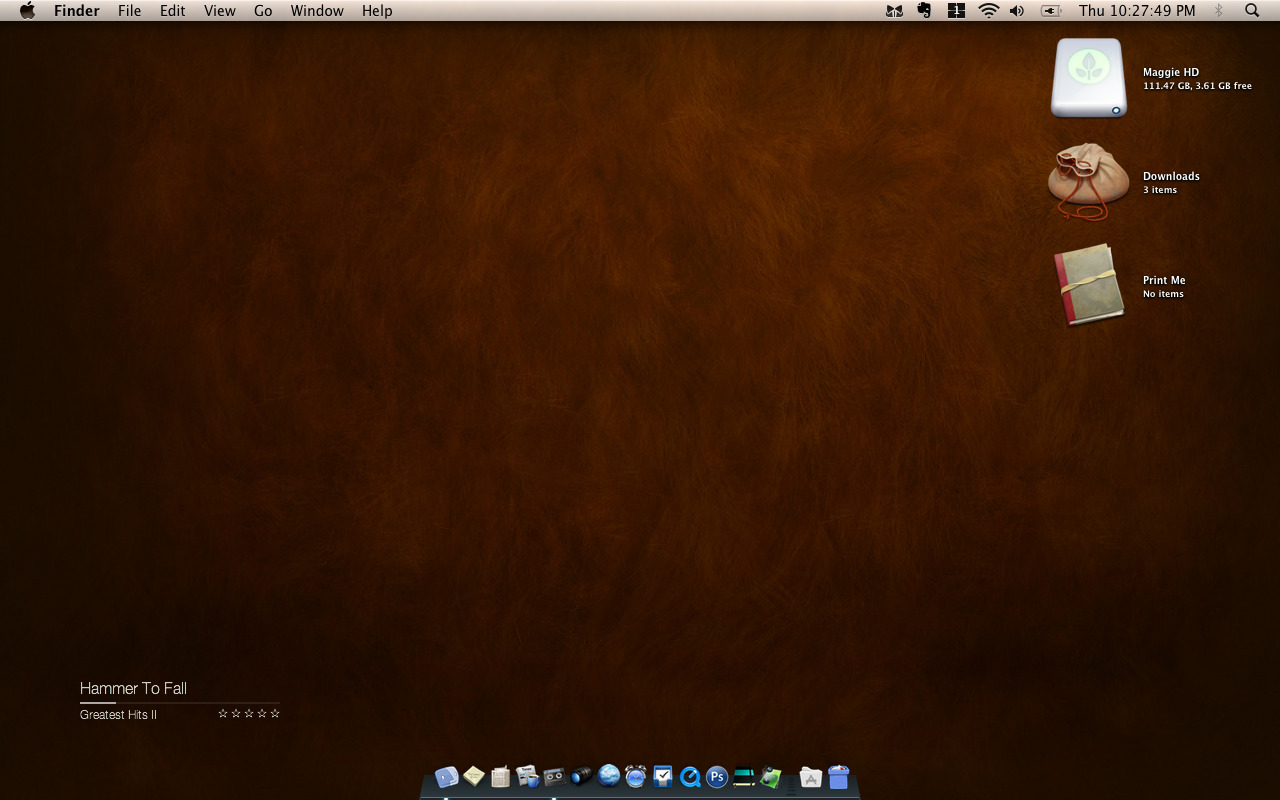 Finder File Edit View Go Window Help 1 Thu 10:27:49 PM
Maggie HD
111.47 GB, 3.61 GB free
Downloads
3 items
Print Me
No items
Hammer To Fall
Greatest Hits II ☆☆☆☆☆
Ps